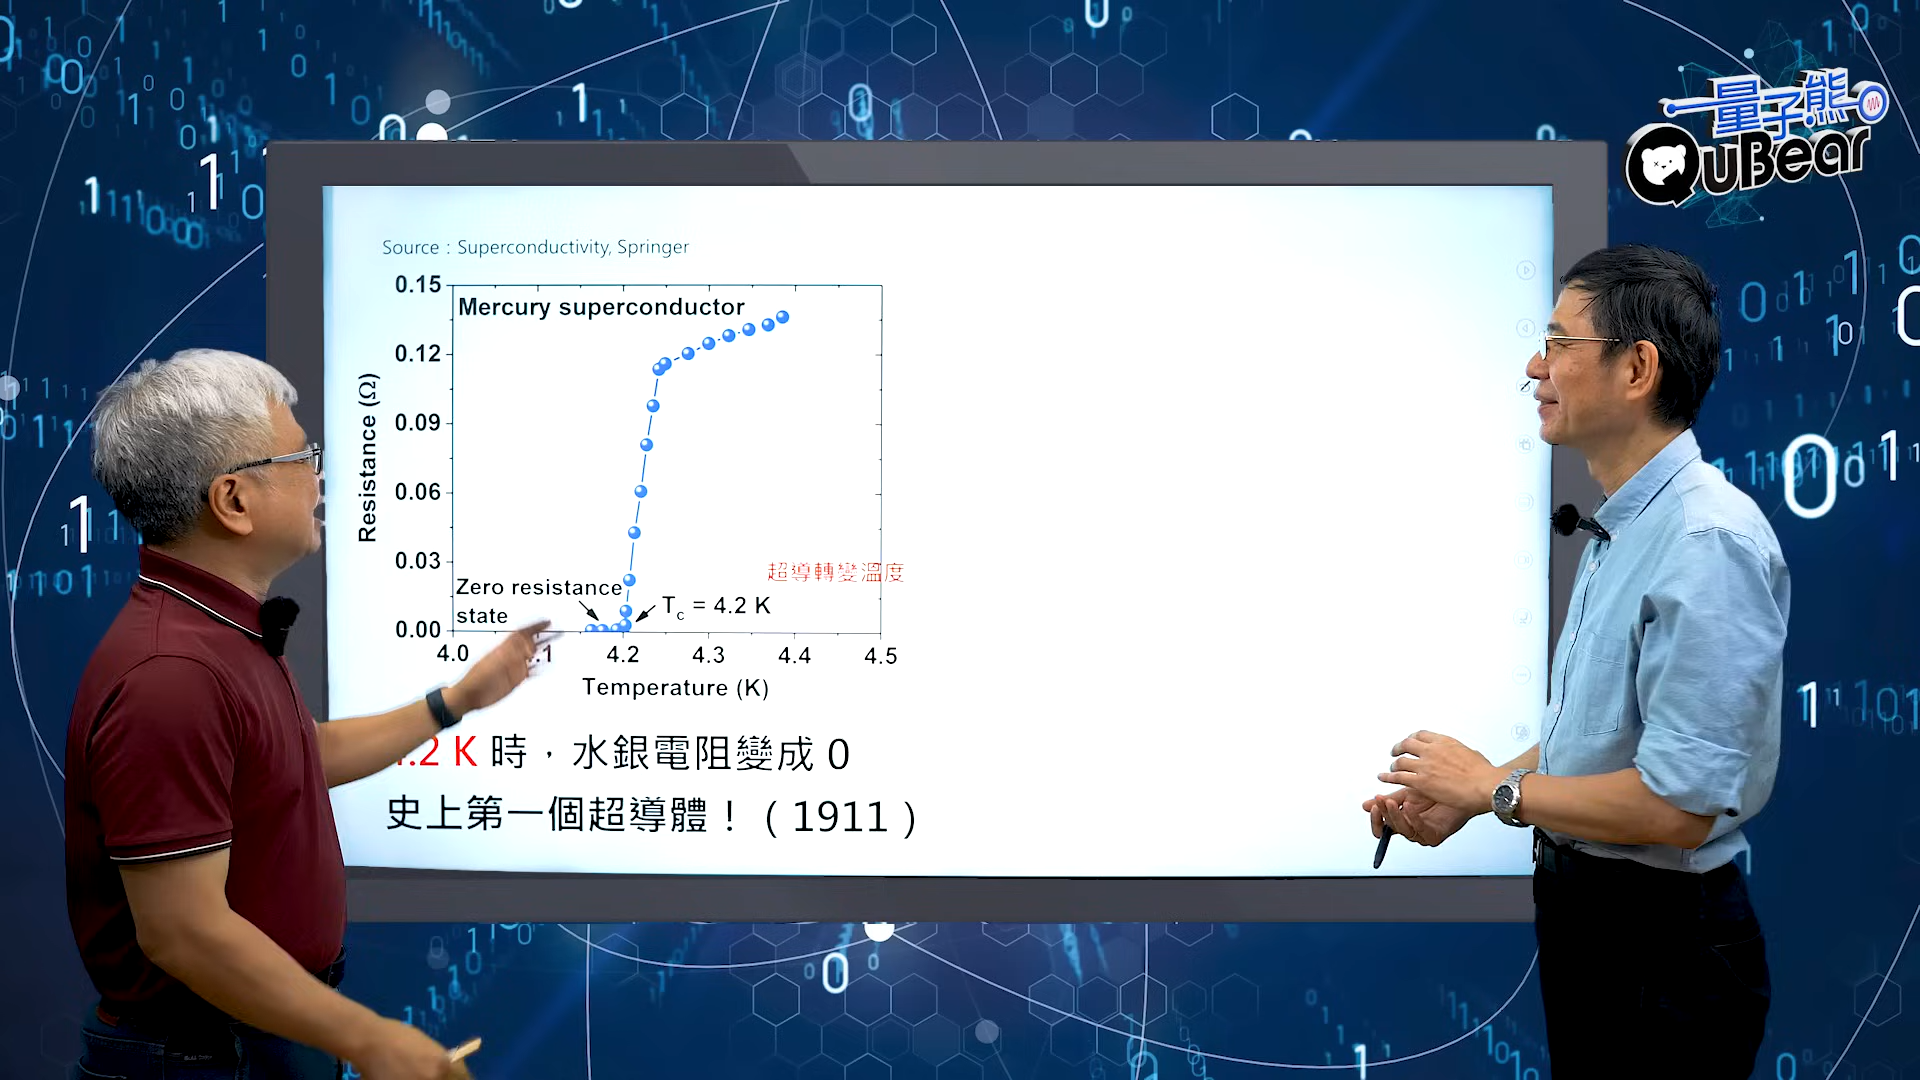 量子熊
QuBear
Source : Superconductivity, Springer
Mercury superconductor
Resistance (Ω)
0.15
0.12
0.09
0.06
0.03
0.00
Zero resistance
state
超導轉變溫度
Tc = 4.2 K
4.0 .1 4.2 4.3 4.4 4.5
Temperature (K)
.2 K 時，水銀電阻變成 0
史上第一個超導體！（1911）